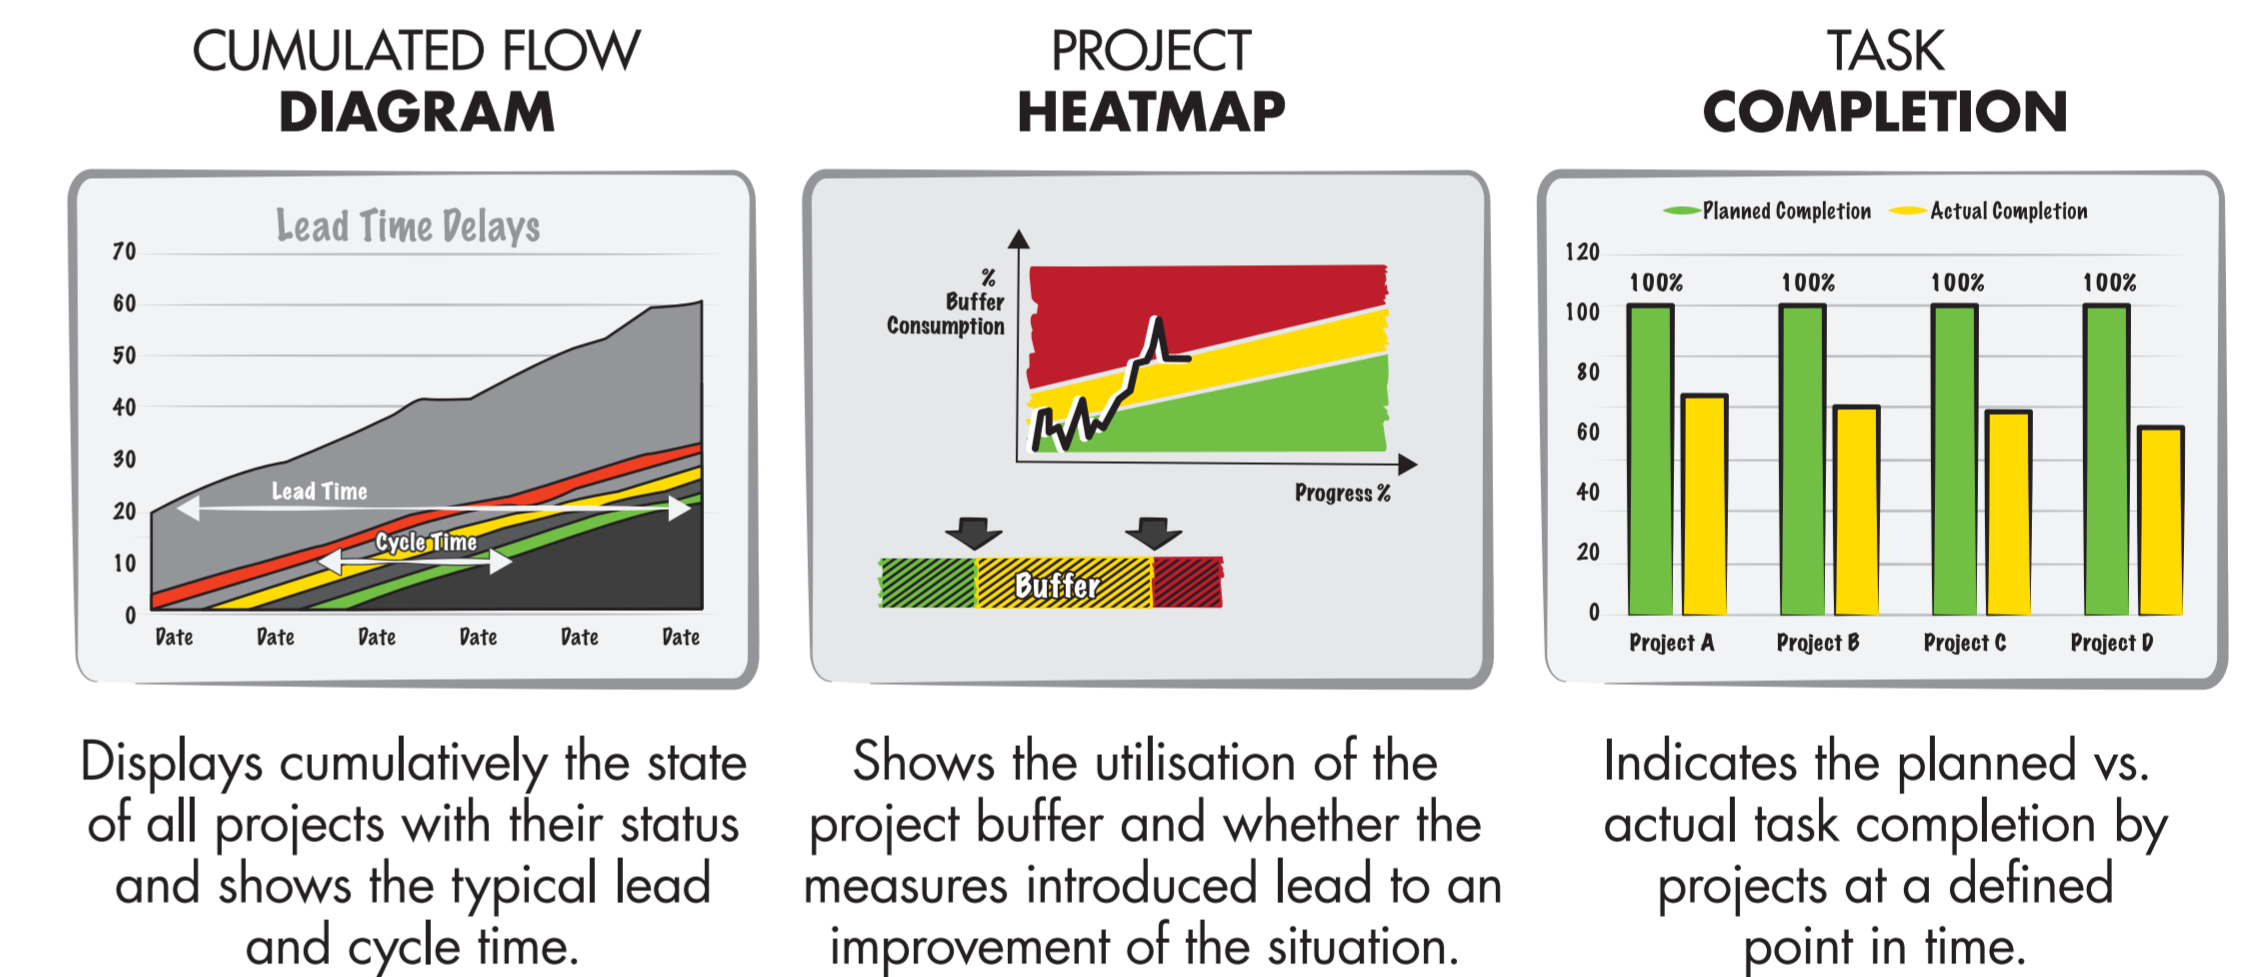 CUMULATED FLOW
DIAGRAM
Lead Time Delays
70
60
50
40
30
20
10
0
Lead Time
Cycle Time
Date Date Date Date Date Date
Displays cumulatively the state
of all projects with their status
and shows the typical lead
and cycle time.
PROJECT
HEATMAP
%
Buffer
Consumption
Progress %
Buffer
Shows the utilisation of the
project buffer and whether the
measures introduced lead to an
improvement of the situation.
TASK
COMPLETION
Planned Completion Actual Completion
120
100
80
60
40
20
0
100% 100% 100% 100%
Project A Project B Project C Project D
Indicates the planned vs.
actual task completion by
projects at a defined
point in time.